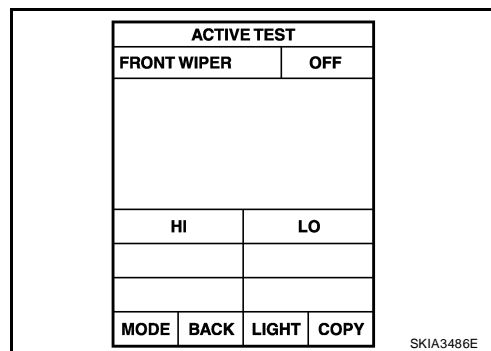 ACTIVE TEST
FRONT WIPER OFF
HI LO
MODE BACK LIGHT COPY
SKIA3486E